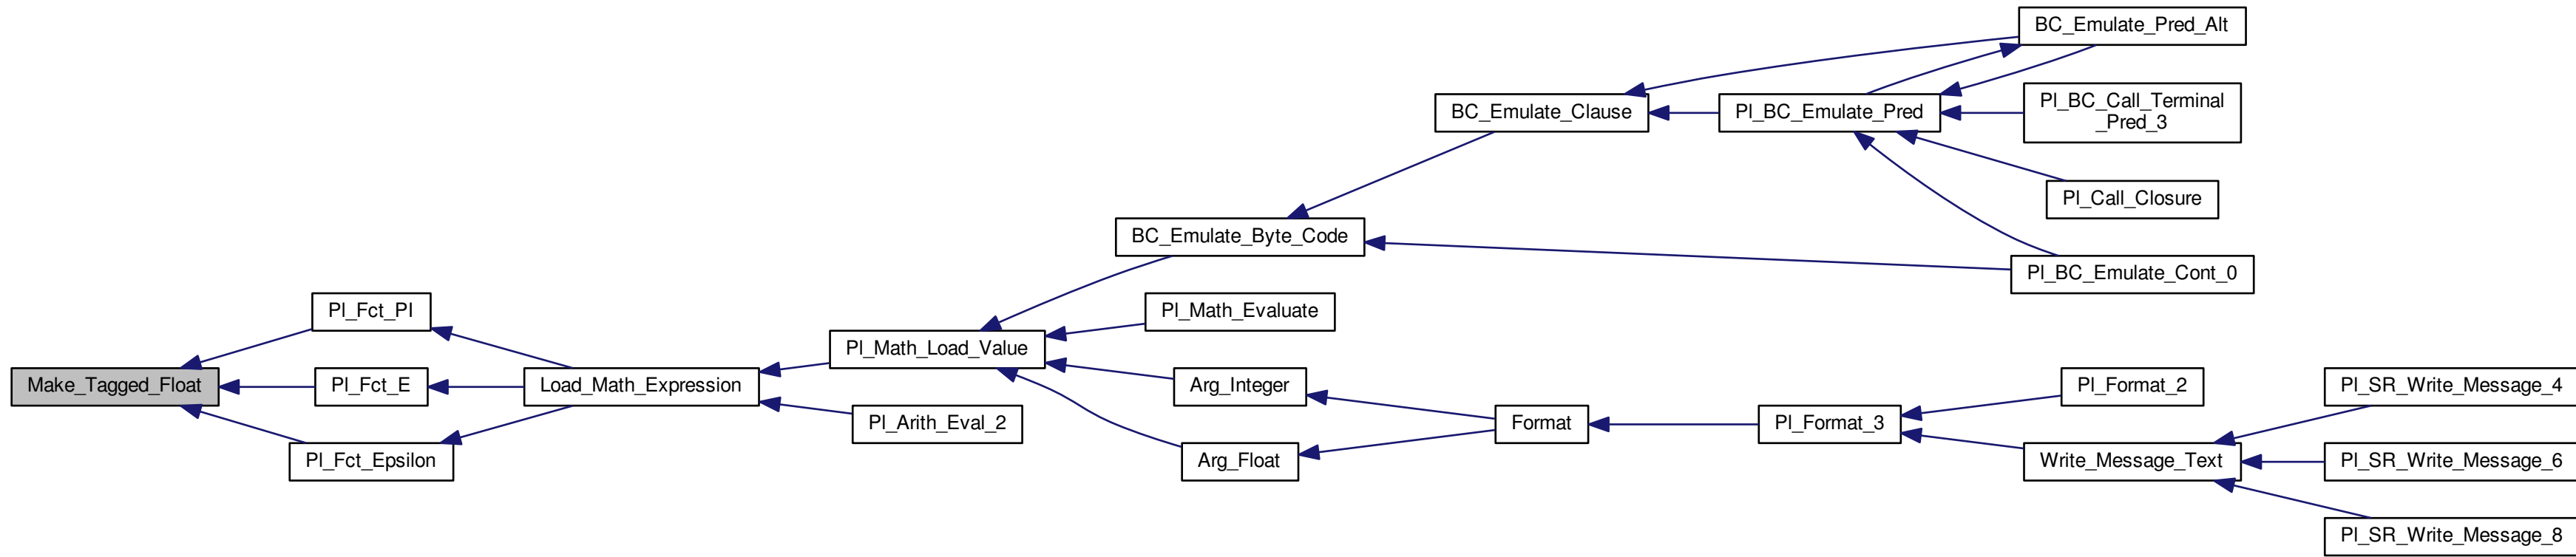 BC_Emulate_Pred_Alt
Pl_BC_Call_Terminal
_Pred_3
BC_Emulate_Clause
Pl_BC_Emulate_Pred
Pl_Call_Closure
BC_Emulate_Byte_Code
Pl_BC_Emulate_Cont_0
Pl_Fct_PI
Pl_Math_Evaluate
Pl_Math_Load_Value
Make_Tagged_Float
Pl_Fct_E
Load_Math_Expression
Arg_Integer
Pl_Format_2
Pl_SR_Write_Message_4
Pl_Arith_Eval_2
Format
Pl_Format_3
Pl_Fct_Epsilon
Arg_Float
Write_Message_Text
Pl_SR_Write_Message_6
Pl_SR_Write_Message_8